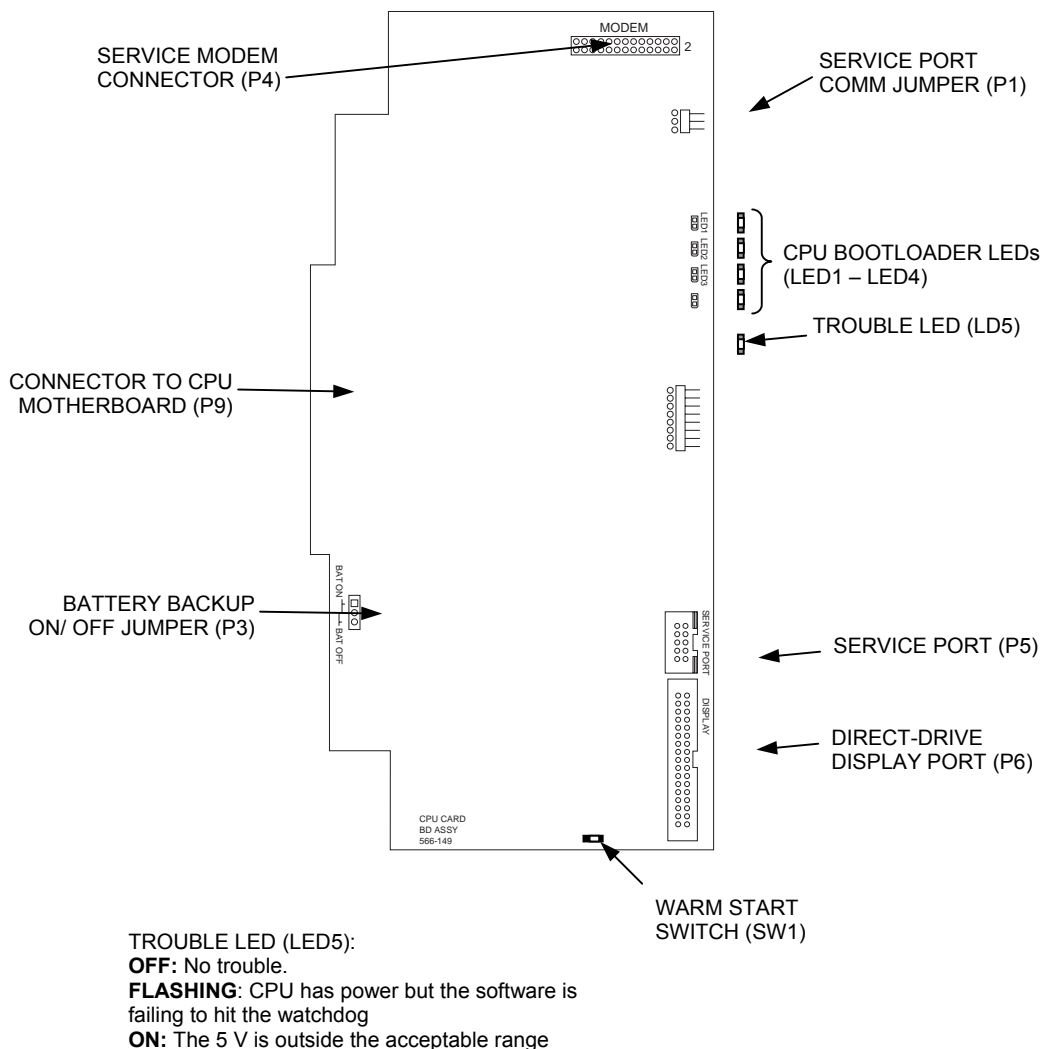 MODEM
2
SERVICE MODEM
CONNECTOR (P4)
SERVICE PORT
COMM JUMPER (P1)
LED1 LED2 LED3
CPU BOOTLOADER LEDs
(LED1 – LED4)
TROUBLE LED (LD5)
CONNECTOR TO CPU
MOTHERBOARD (P9)
BAT ON
BAT OFF
BATTERY BACKUP
ON/ OFF JUMPER (P3)
SERVICE PORT
SERVICE PORT (P5)
DISPLAY
DIRECT-DRIVE
DISPLAY PORT (P6)
CPU CARD
BD ASSY
566-149
WARM START
SWITCH (SW1)
TROUBLE LED (LED5):
OFF: No trouble.
FLASHING: CPU has power but the software is
failing to hit the watchdog
ON: The 5 V is outside the acceptable range